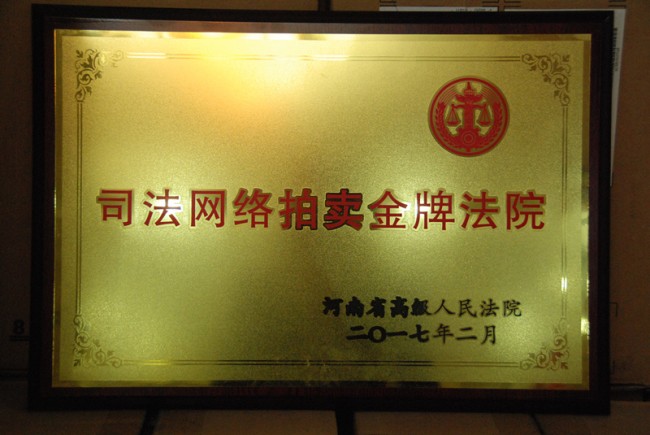 司法网络拍卖金牌法院
河南省高级人民法院
二〇一七年二月